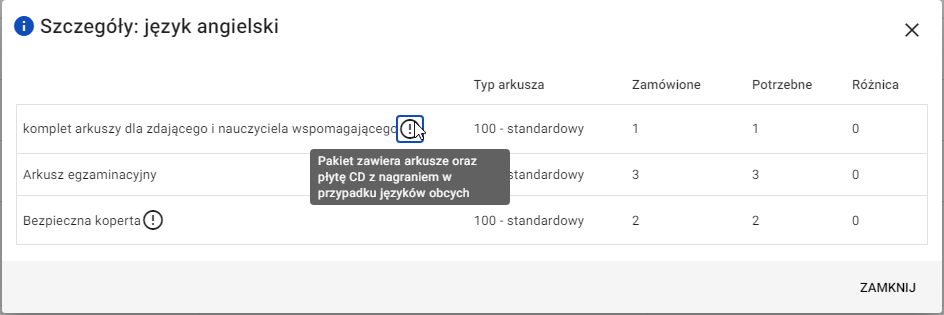 Szczegóły: język angielski
Typ arkusza Zamówione Potrzebne Różnica
komplet arkuszy dla zdającego i nauczyciela wspomagającego 100 - standardowy 1 1 0
Pakiet zawiera arkusze oraz
płytę CD z nagraniem w
przypadku języków obcych
Arkusz egzaminacyjny - standardowy 3 3 0
Bezpieczna koperta 100 - standardowy 2 2 0
ZAMKNIJ